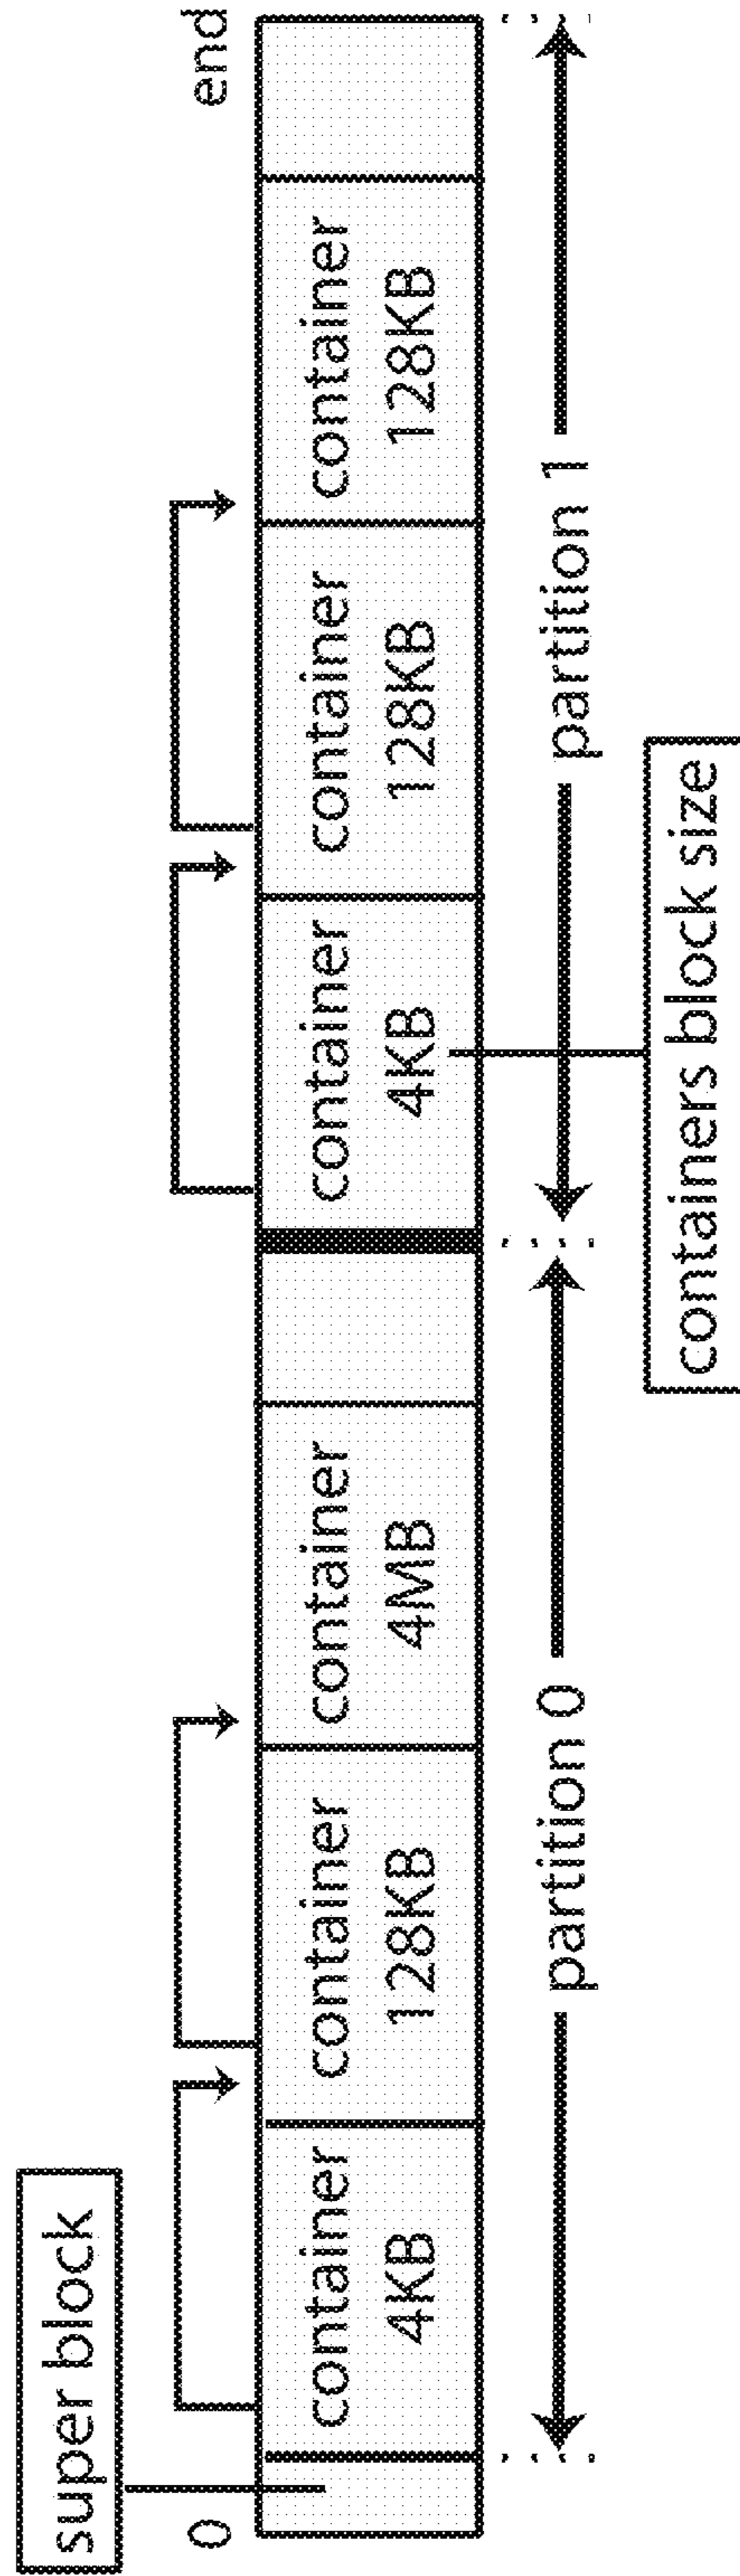 super block
0
end
container
4KB
container
128KB
container
4MB
container
4KB
container
128KB
container
128KB
partition 0
partition 1
containers block size